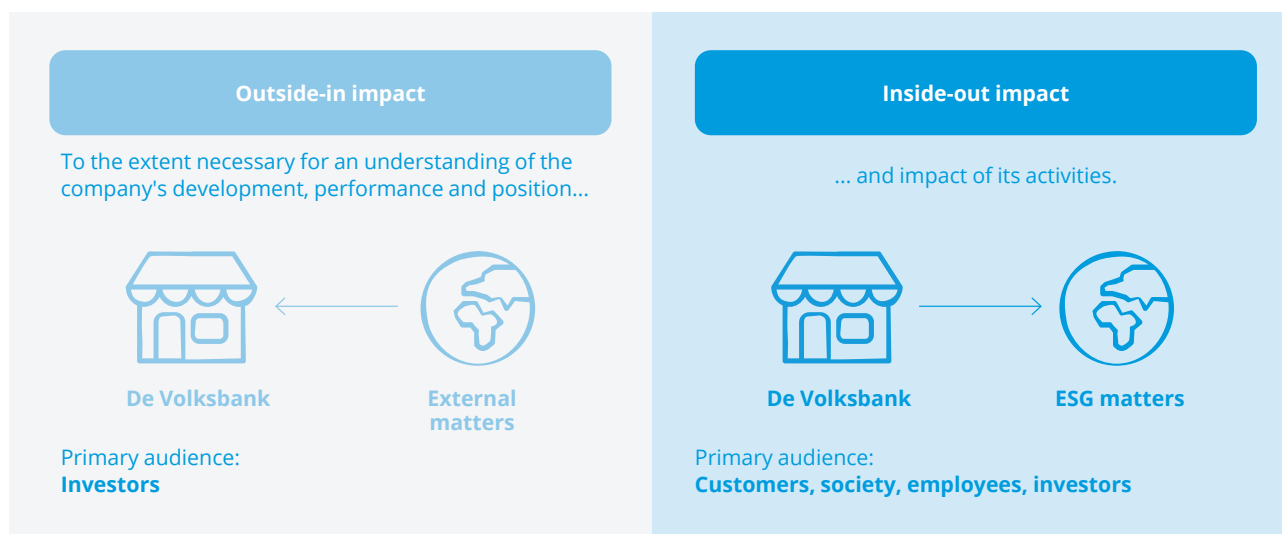 Outside-in impact
To the extent necessary for an understanding of the
company's development, performance and position...
De Volksbank
External
matters
Primary audience:
Investors
Inside-out impact
... and impact of its activities.
De Volksbank
ESG matters
Primary audience:
Customers, society, employees, investors